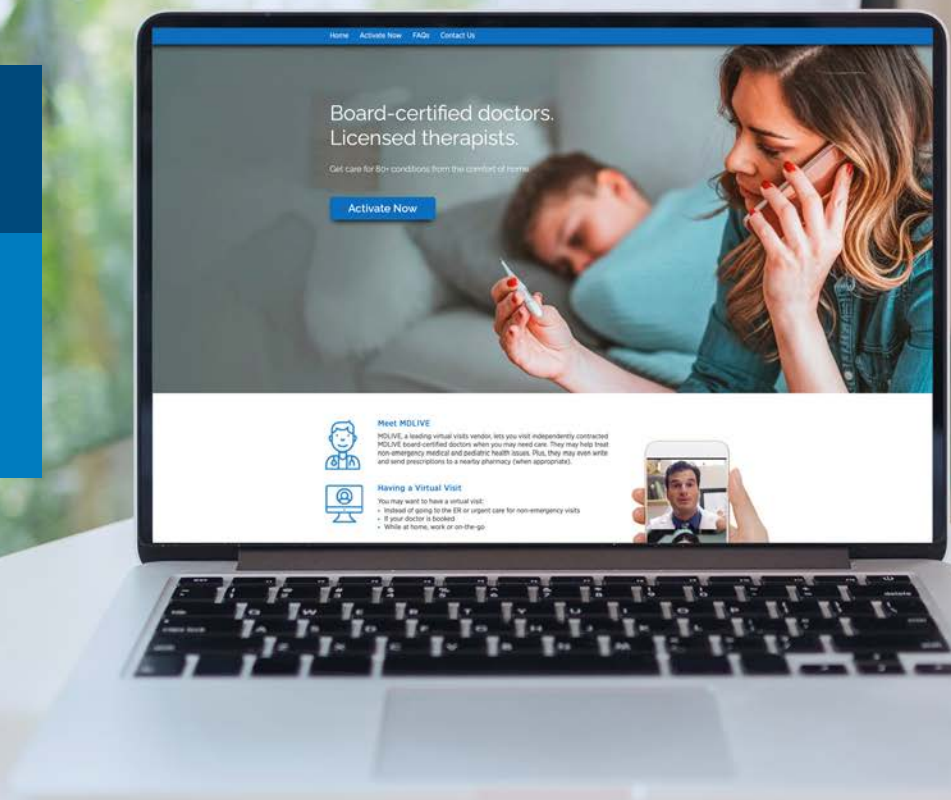 Home Activate Now FAQs Contact Us
Board-certified doctors.
Licensed therapists.
Get care for 80+ conditions from the comfort of home
Activate Now
Meet MDLIVE
MDLIVE, a leading virtual visits vendor, lets you visit independently contracted
MDLIVE board-certified doctors when you may need care. They may help treat
non-emergency medical and pediatric health issues. Plus, they may even write
and send prescriptions to a nearby pharmacy (when appropriate).
Having a Virtual Visit
You may want to have a virtual visit:
• Instead of going to the ER or urgent care for non-emergency visits
• If your doctor is booked
• While at home, work or on-the-go
delete